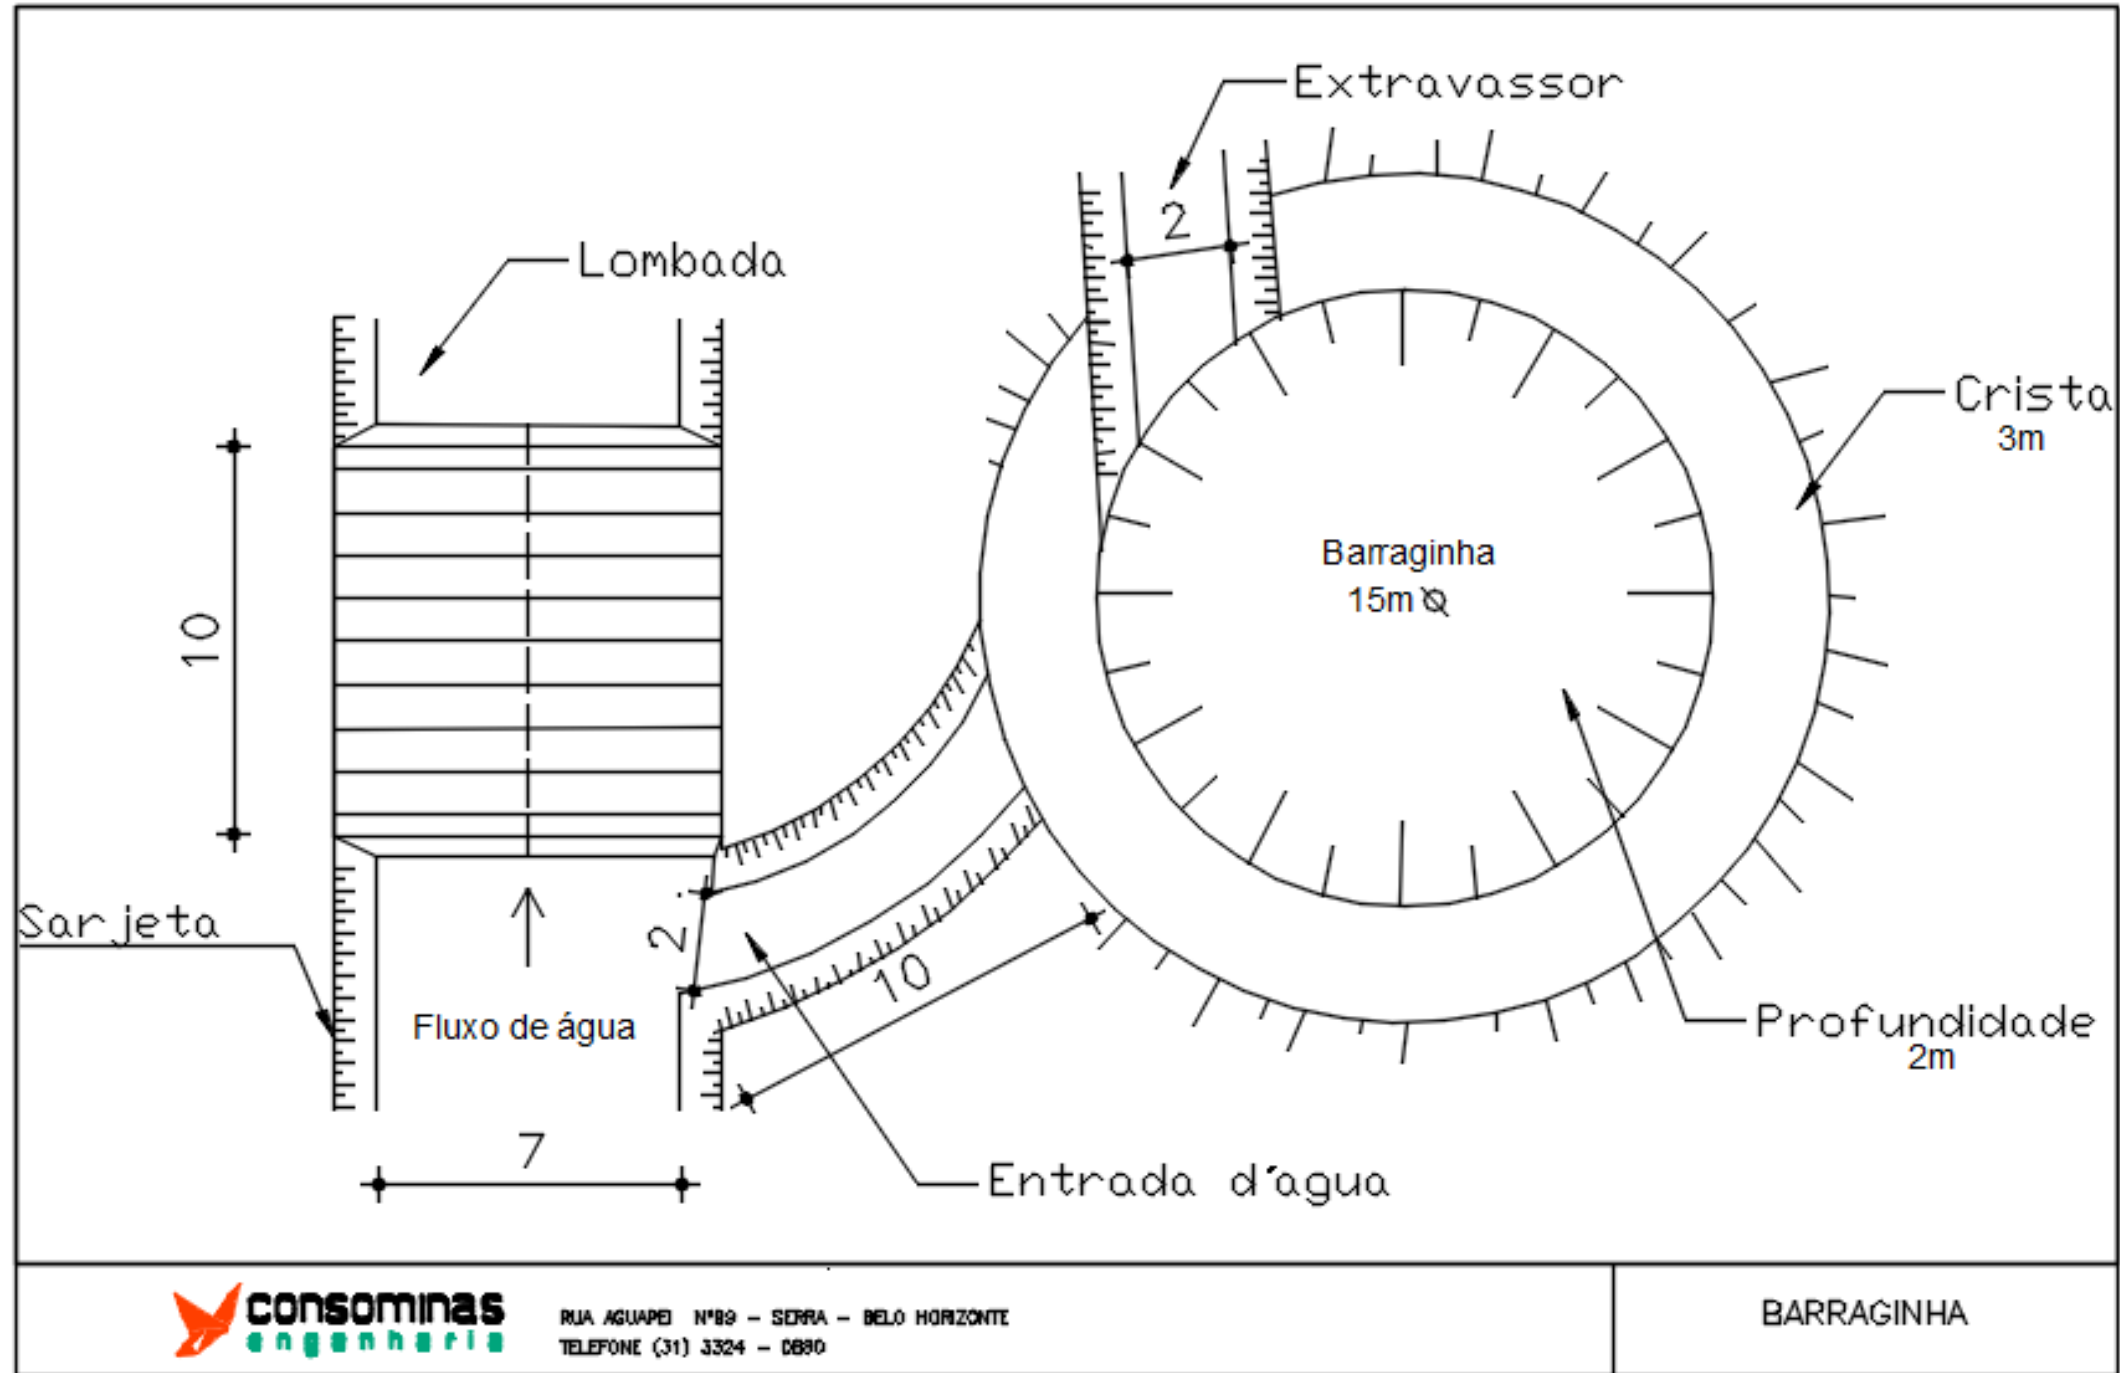 Extravassor
2
Lombada
Crista
3m
10
Barraginha
15m
Sarjeta
2
10
Fluxo de água
Profundidade
2m
7
Entrada d'agua
consominas
engenharia
RUA AGUAPEI Nº89 - SERRA - BELO HORIZONTE
TELEFONE (31) 3324 -
BARRAGINHA